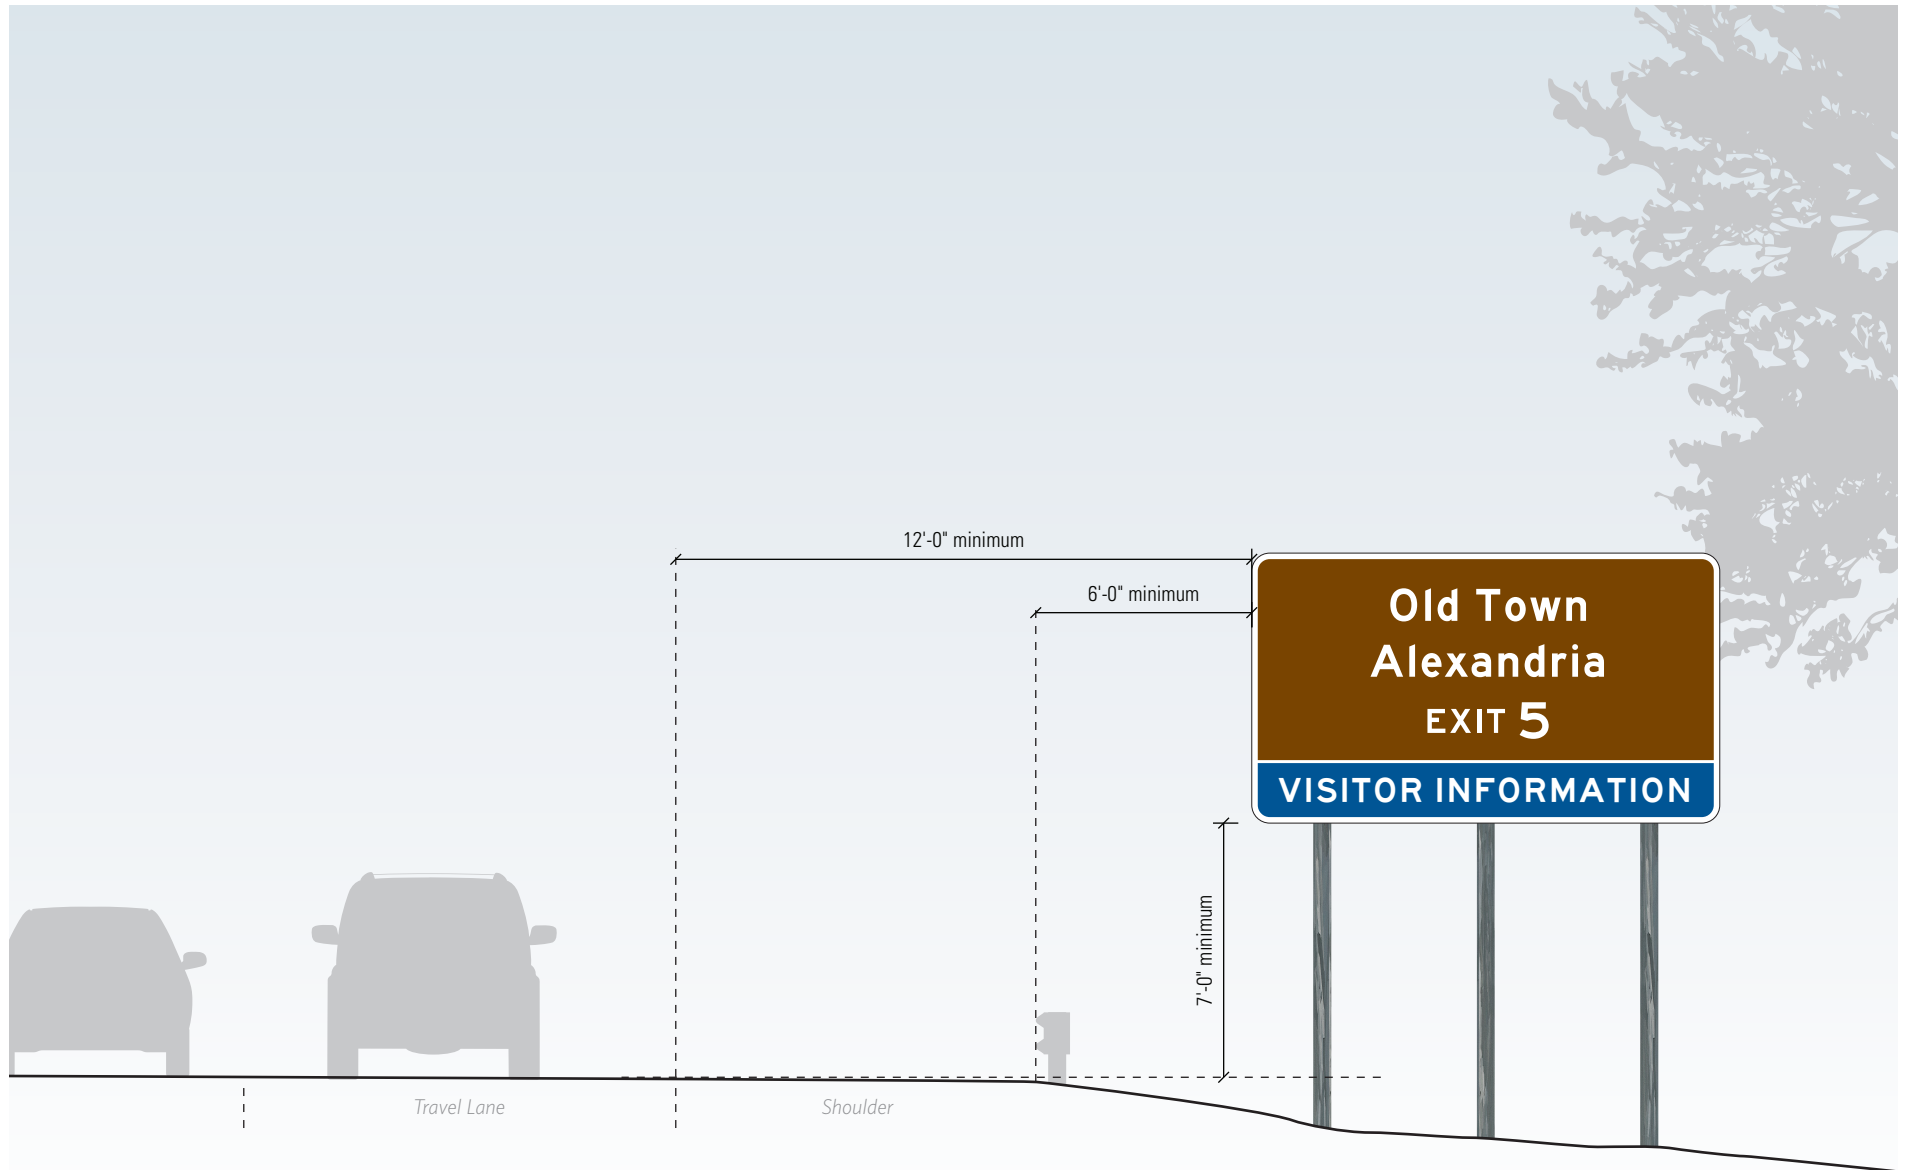 12'-0" minimum
6'-0" minimum
Old Town
Alexandria
EXIT 5
VISITOR INFORMATION
7'-0" minimum
Travel Lane
Shoulder